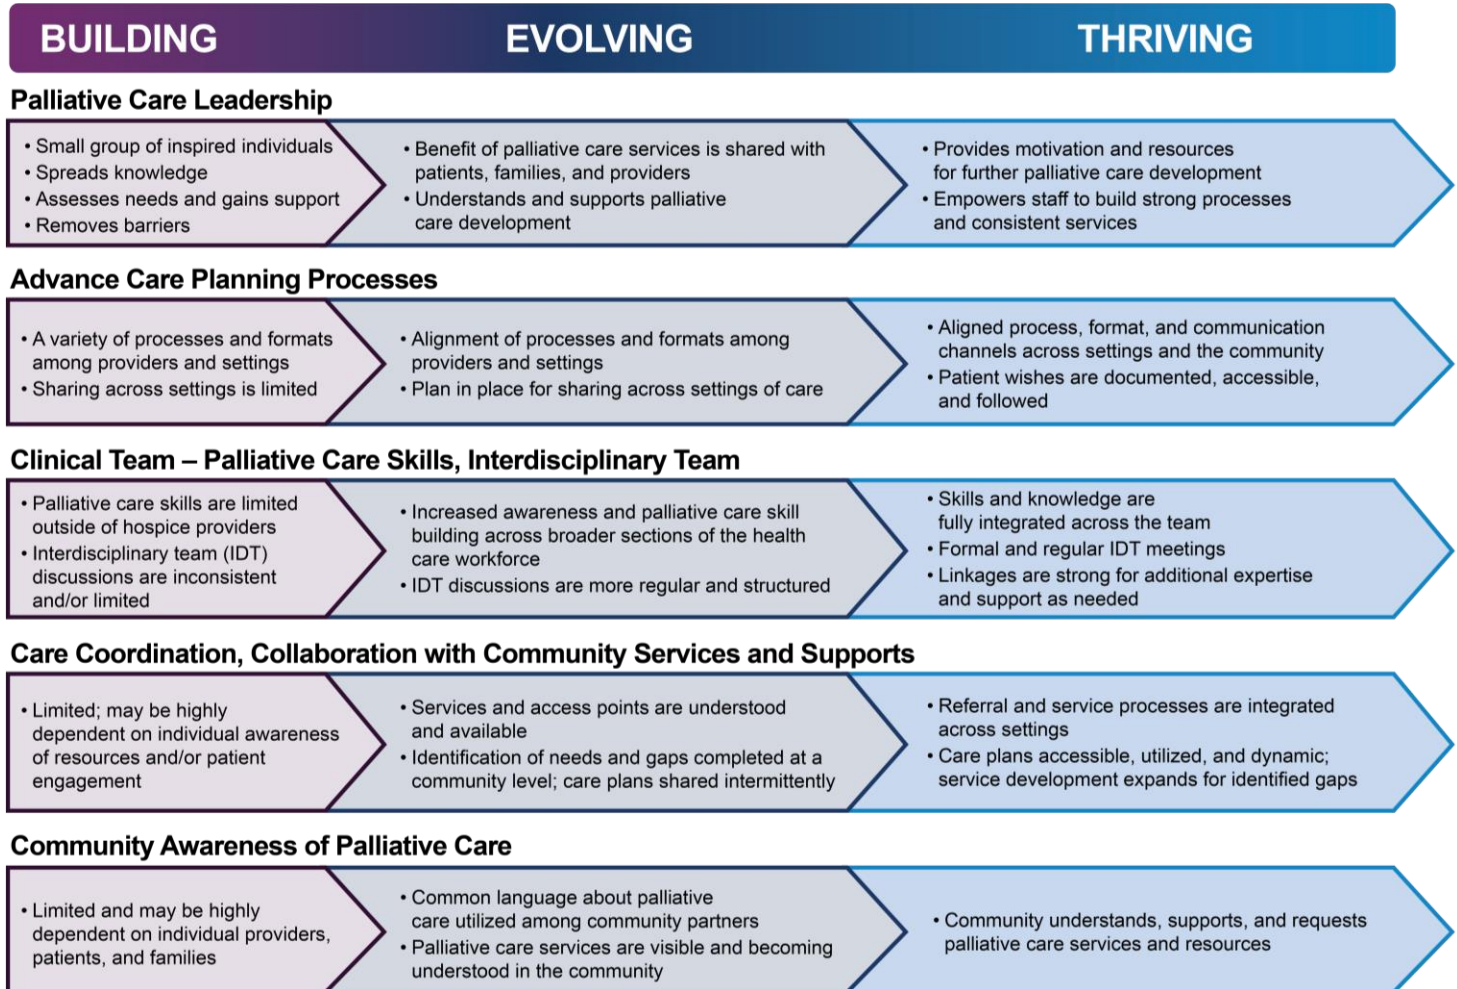 BUILDING
EVOLVING
THRIVING
Palliative Care Leadership
• Small group of inspired individuals
• Spreads knowledge
• Assesses needs and gains support
• Removes barriers
• Benefit of palliative care services is shared with
patients, families, and providers
• Understands and supports palliative
care development
• Provides motivation and resources
for further palliative care development
• Empowers staff to build strong processes
and consistent services
Advance Care Planning Processes
• A variety of processes and formats
among providers and settings
• Sharing across settings is limited
• Alignment of processes and formats among
providers and settings
• Plan in place for sharing across settings of care
• Aligned process, format, and communication
channels across settings and the community
• Patient wishes are documented, accessible,
and followed
Clinical Team – Palliative Care Skills, Interdisciplinary Team
• Palliative care skills are limited
outside of hospice providers
• Interdisciplinary team (IDT)
discussions are inconsistent
and/or limited
• Increased awareness and palliative care skill
building across broader sections of the health
care workforce
• IDT discussions are more regular and structured
• Skills and knowledge are
fully integrated across the team
• Formal and regular IDT meetings
• Linkages are strong for additional expertise
and support as needed
Care Coordination, Collaboration with Community Services and Supports
• Limited; may be highly
dependent on individual awareness
of resources and/or patient
engagement
• Services and access points are understood
and available
• Identification of needs and gaps completed at a
community level; care plans shared intermittently
• Referral and service processes are integrated
across settings
• Care plans accessible, utilized, and dynamic;
service development expands for identified gaps
Community Awareness of Palliative Care
• Limited and may be highly
dependent on individual providers,
patients, and families
• Common language about palliative
care utilized among community partners
• Palliative care services are visible and becoming
understood in the community
• Community understands, supports, and requests
palliative care services and resources